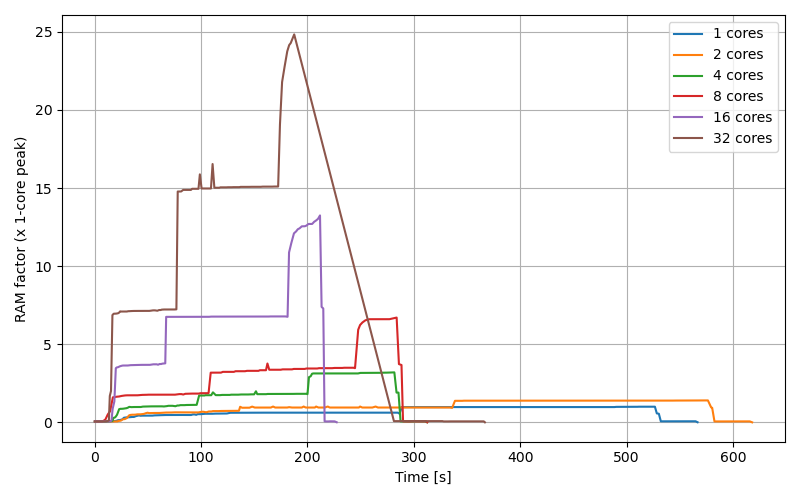 1 cores
2 cores
4 cores
8 cores
16 cores
32 cores
RAM factor (x 1-core peak)
25
20
15
10
5
0
0 100 200 300 400 500 600
Time [s]